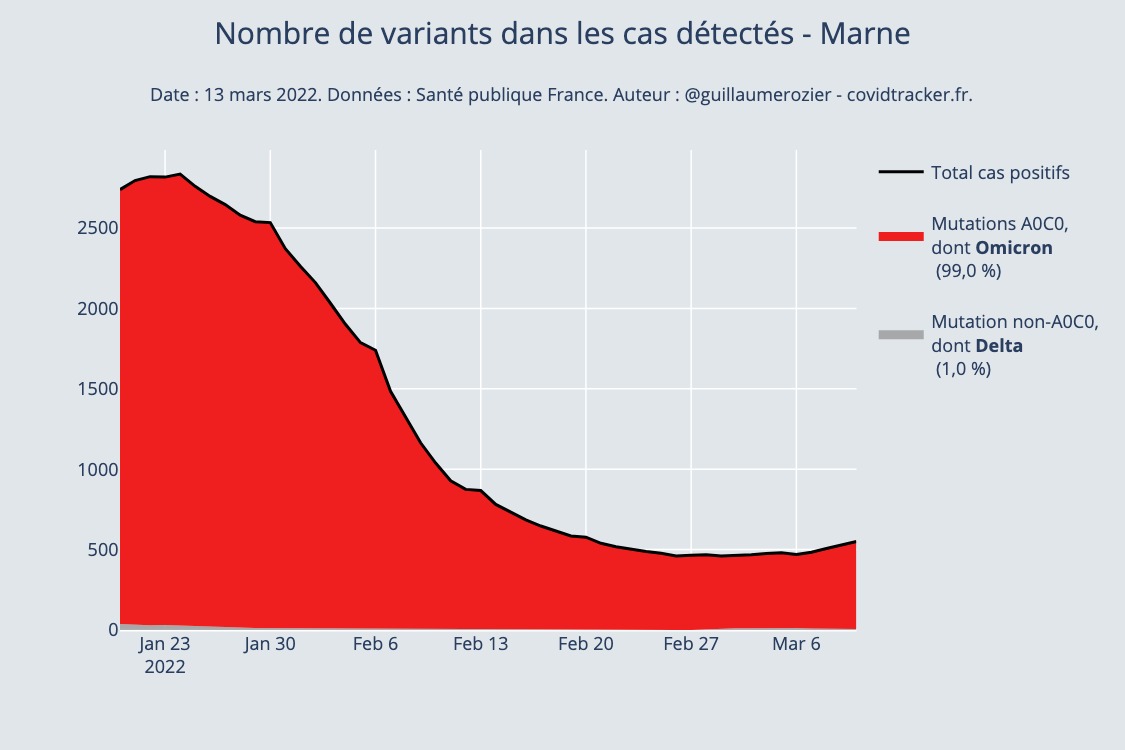 Nombre de variants dans les cas détectés - Marne
Date : 13 mars 2022. Données : Santé publique France. Auteur : @guillaumerozier - covidtracker.fr.
Total cas positifs
Mutations A0C0,
dont Omicron
(99,0 %)
Mutation non-A0C0,
dont Delta
(1,0 %)
2500
2000
1500
1000
500
0
Jan 23
2022
Jan 30
Feb 6
Feb 13
Feb 20
Feb 27
Mar 6